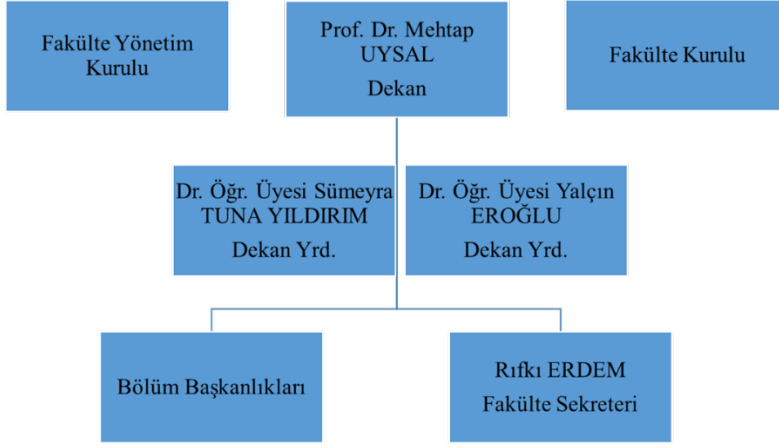 Fakülte Yönetim
Kurulu
Prof. Dr. Mehtap
UYSAL
Dekan
Fakülte Kurulu
Dr. Öğr. Üyesi Sümeyra
TUNA YILDIRIM
Dekan Yrd.
Dr. Öğr. Üyesi Yalçın
EROĞLU
Dekan Yrd.
Bölüm Başkanlıkları
Rıfkı ERDEM
Fakülte Sekreteri